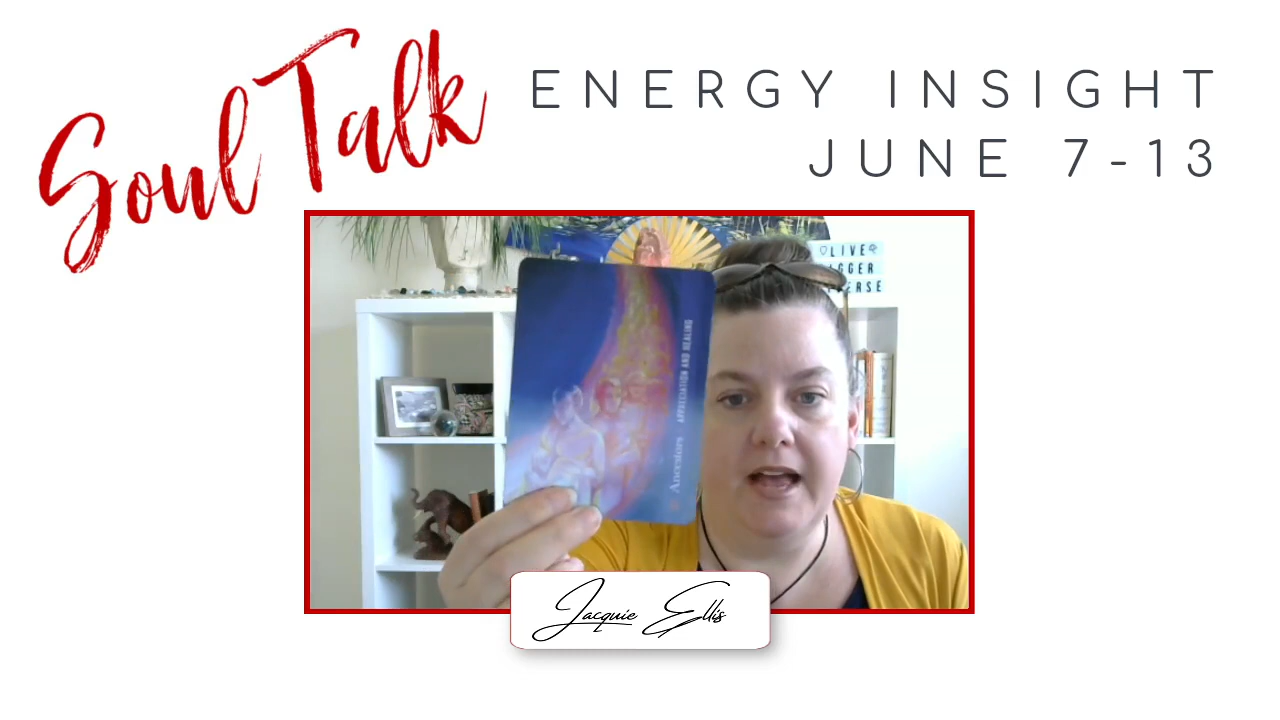 Soul Talk
ENERGY INSIGHT
JUNE 7-13
LIVE
Ancestors APPRECIATION AND HEALING
Jacquie Ellis